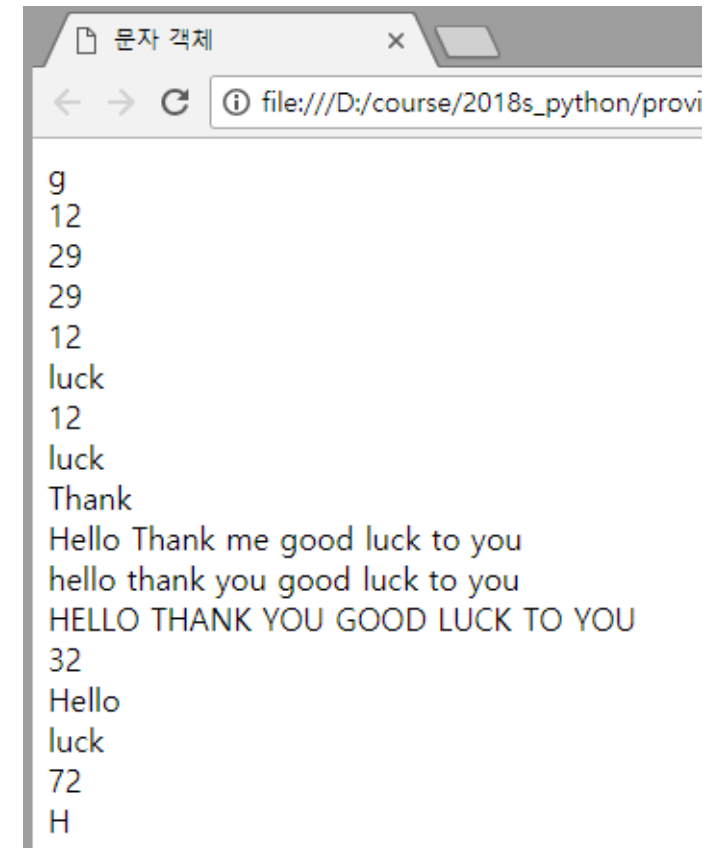 문자 객체
file:///D:/course/2018s_python/provi
g
12
29
29
12
luck
12
luck
Thank
Hello Thank me good luck to you
hello thank you good luck to you
HELLO THANK YOU GOOD LUCK TO YOU
32
Hello
luck
72
H